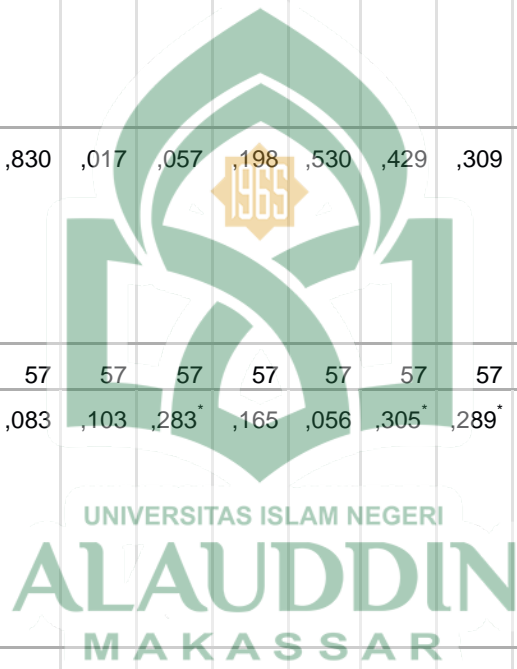 ,830 ,017 ,057 ,198 ,530 ,429 ,309
1965
57 57 57 57 57 57 57
,083 ,103 ,283* ,165 ,056 ,305* ,289*
UNIVERSITAS ISLAM NEGERI
ALAUDDIN
MAKASSAR